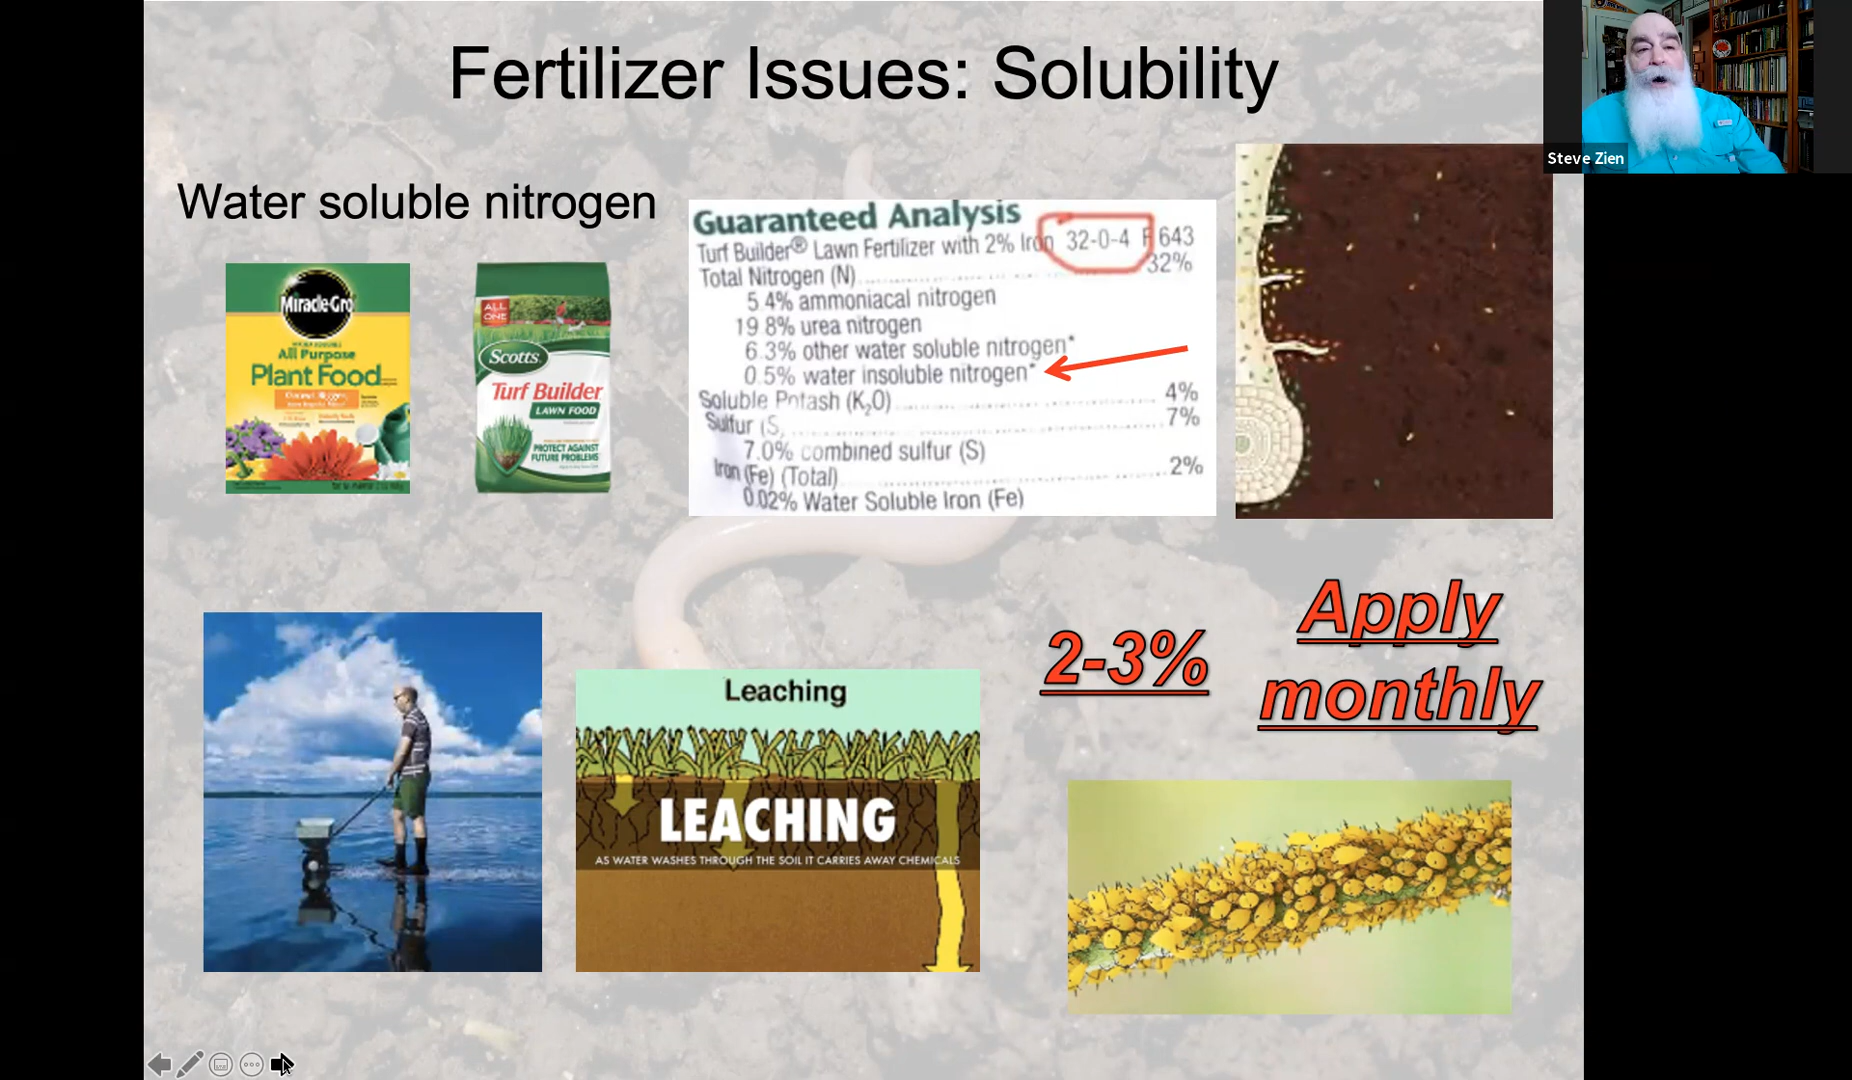 Fertilizer Issues: Solubility
Steve Zien
Water soluble nitrogen
Miracle-Gro
All Purpose
Plant Food
ALL
ONE
Scotts
Turf Builder
LAWN FOOD
PROTECT AGAINST
FUTURE PROBLEMS
Guaranteed Analysis
Turf Builder® Lawn Fertilizer with 2% Iron 32-0-4 F 643
Total Nitrogen (N) 32%
5.4% ammoniacal nitrogen
19.8% urea nitrogen
6.3% other water soluble nitrogen*
0.5% water insoluble nitrogen*
Soluble Potash (K₂O) 4%
Sulfur (S) 7%
7.0% combined sulfur (S)
Iron (Fe) (Total) 2%
0.02% Water Soluble Iron (Fe)
2-3%
Apply
monthly
Leaching
LEACHING
AS WATER WASHES THROUGH THE SOIL IT CARRIES AWAY CHEMICALS